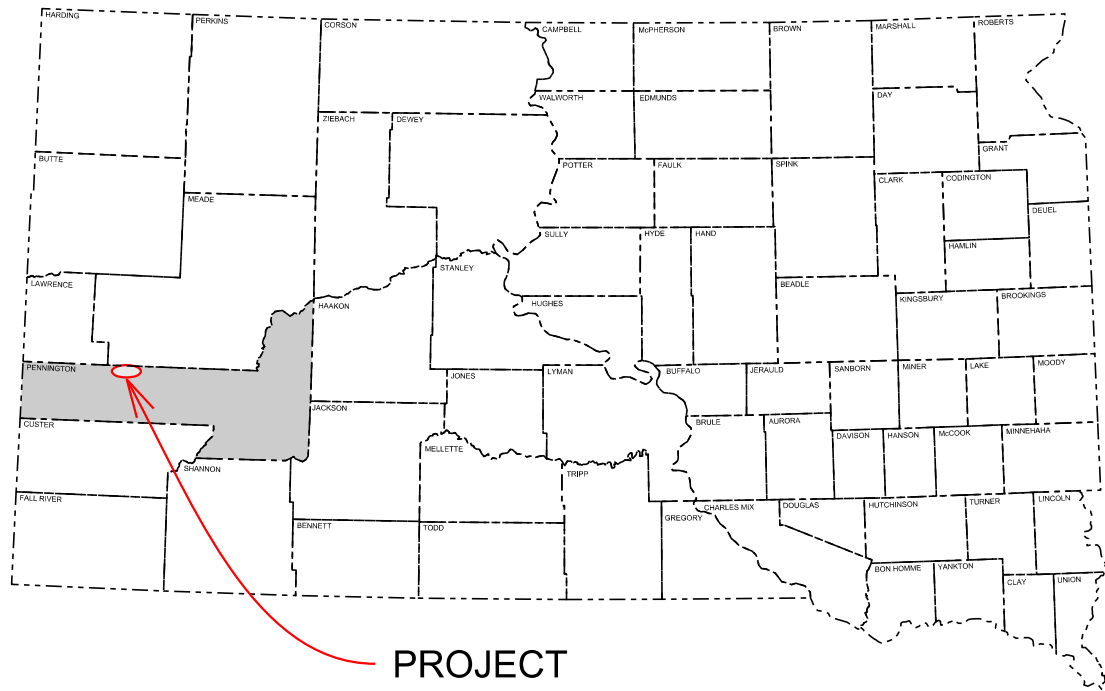 HARDING
PERKINS
CORSON
CAMPBELL
McPHERSON
BROWN
MARSHALL
ROBERTS
WALWORTH
EDMUNDS
DAY
ZIEBACH
DEWEY
GRANT
BUTTE
POTTER
FAULK
SPINK
CLARK
CODINGTON
MEADE
DEUEL
SULLY
HYDE
HAND
HAMLIN
STANLEY
LAWRENCE
BEADLE
HAAKON
HUGHES
KINGSBURY
BROOKINGS
PENNINGTON
JONES
LYMAN
BUFFALO
JERAULD
SANBORN
MINER
LAKE
MOODY
JACKSON
CUSTER
BRULE
AURORA
DAVISON
HANSON
McCOOK
MINNEHAHA
MELLETTE
SHANNON
TRIPP
FALL RIVER
GREGORY
CHARLES MIX
DOUGLAS
HUTCHINSON
TURNER
LINCOLN
BENNETT
TODD
BON HOMME
YANKTON
CLAY
UNION
PROJECT